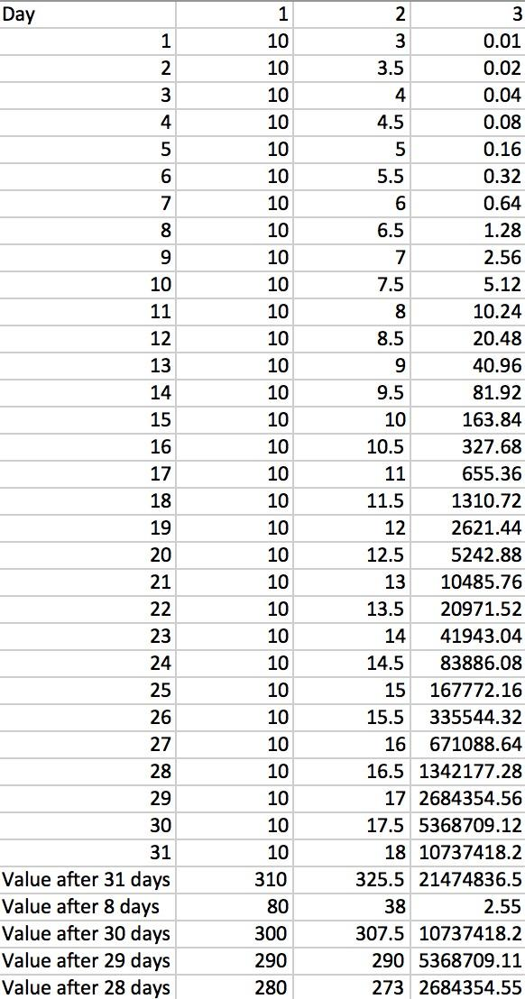 Day 1 2 3
1 10 3 0.01
2 10 3.5 0.02
3 10 4 0.04
4 10 4.5 0.08
5 10 5 0.16
6 10 5.5 0.32
7 10 6 0.64
8 10 6.5 1.28
9 10 7 2.56
10 10 7.5 5.12
11 10 8 10.24
12 10 8.5 20.48
13 10 9 40.96
14 10 9.5 81.92
15 10 10 163.84
16 10 10.5 327.68
17 10 11 655.36
18 10 11.5 1310.72
19 10 12 2621.44
20 10 12.5 5242.88
21 10 13 10485.76
22 10 13.5 20971.52
23 10 14 41943.04
24 10 14.5 83886.08
25 10 15 167772.16
26 10 15.5 335544.32
27 10 16 671088.64
28 10 16.5 1342177.28
29 10 17 2684354.56
30 10 17.5 5368709.12
31 10 18 10737418.2
Value after 31 days 310 325.5 21474836.5
Value after 8 days 80 38 2.55
Value after 30 days 300 307.5 10737418.2
Value after 29 days 290 290 5368709.11
Value after 28 days 280 273 2684354.55